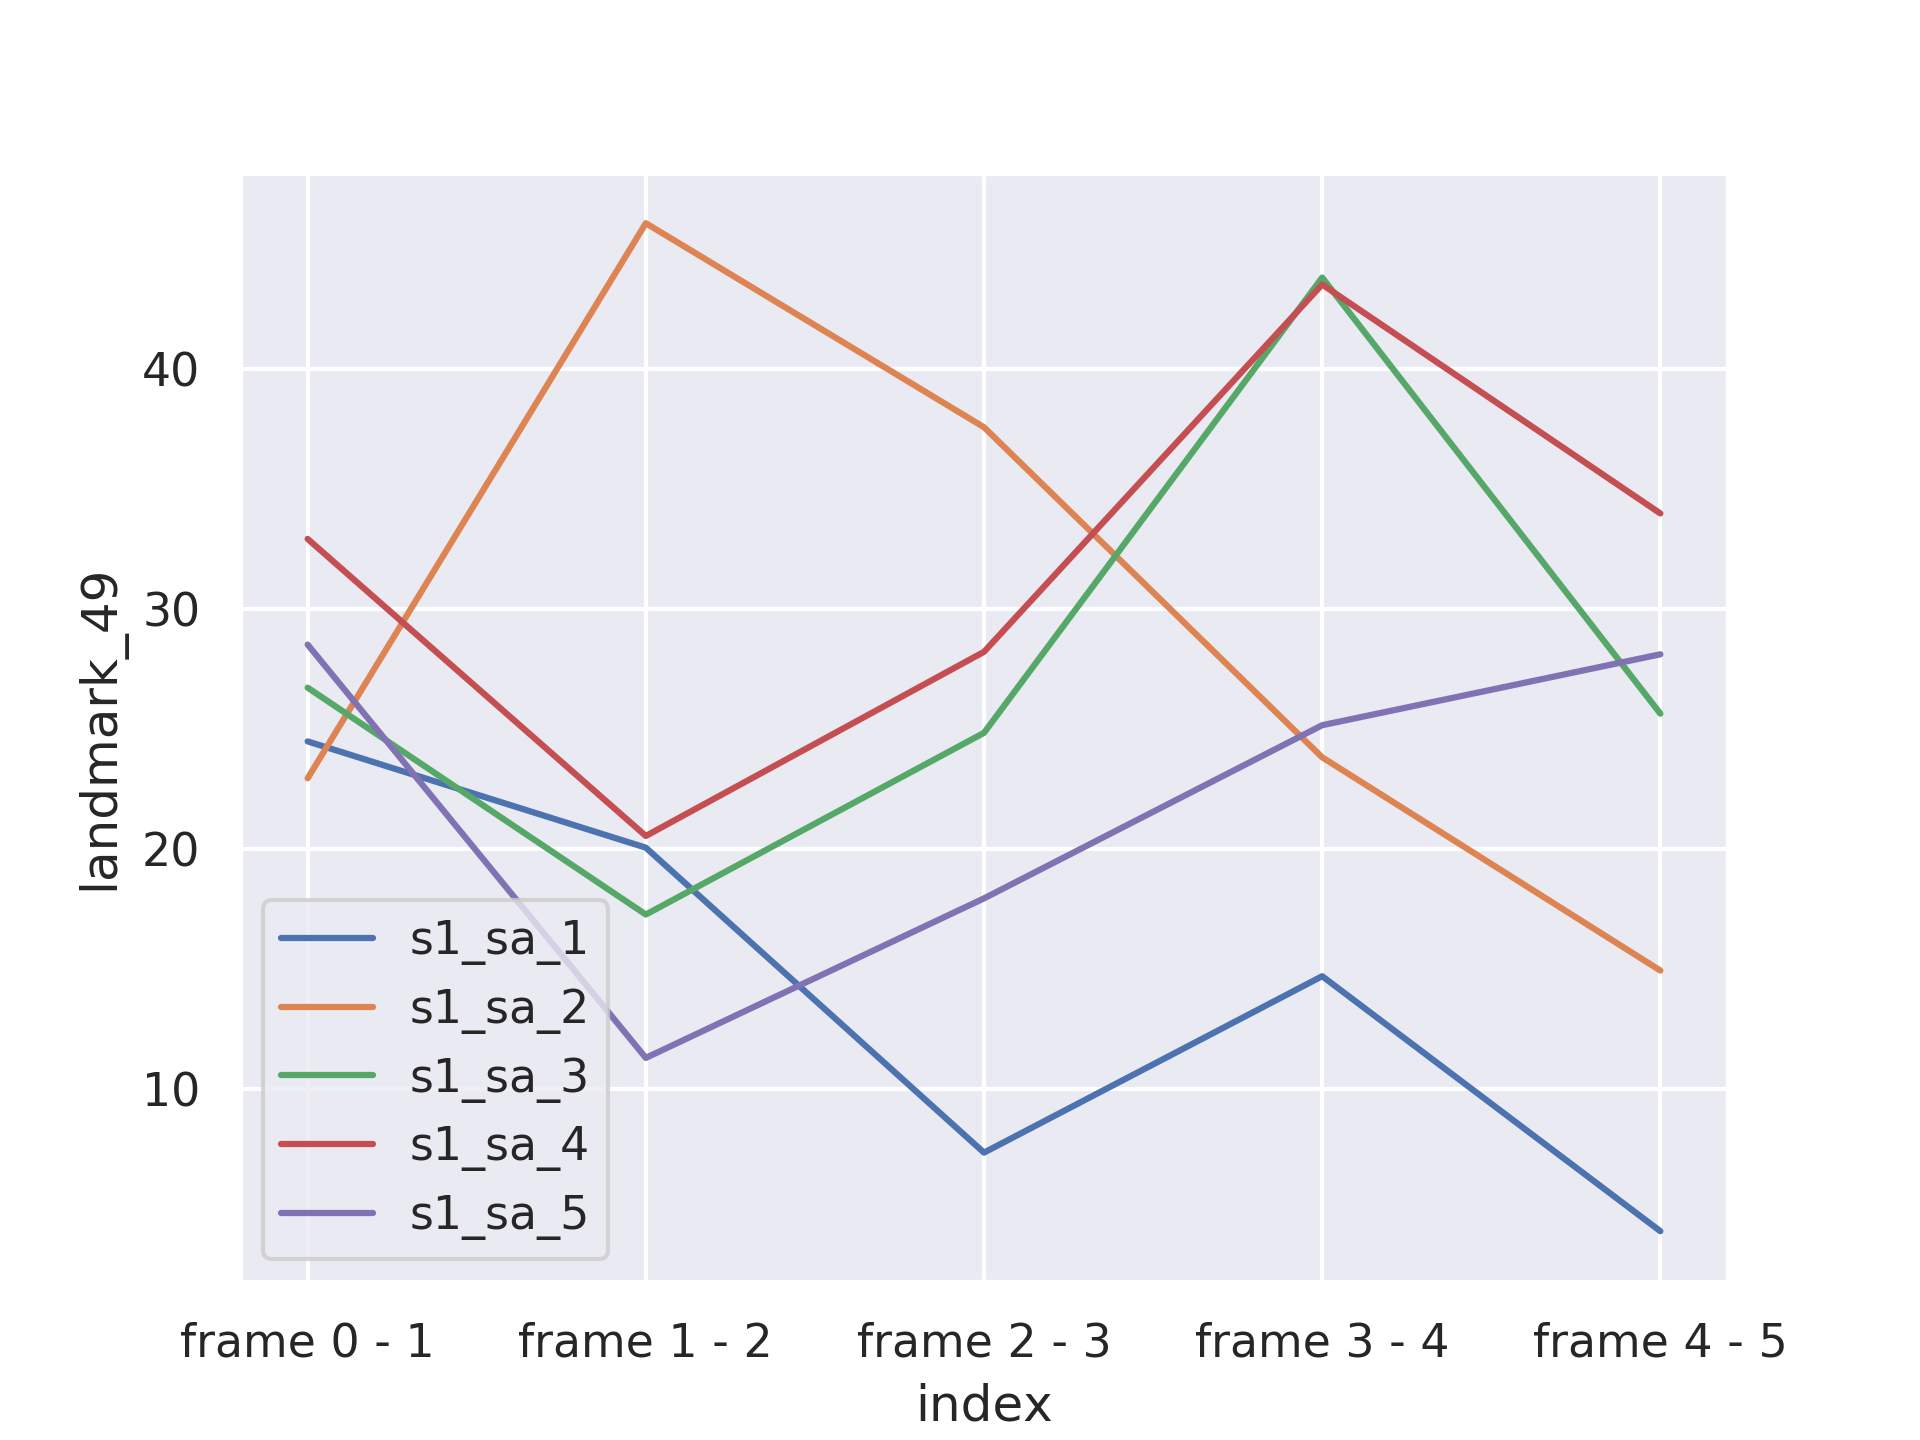 landmark_49
40
30
20
10
s1_sa_1
s1_sa_2
s1_sa_3
s1_sa_4
s1_sa_5
frame 0 - 1 frame 1 - 2 frame 2 - 3 frame 3 - 4 frame 4 - 5
index